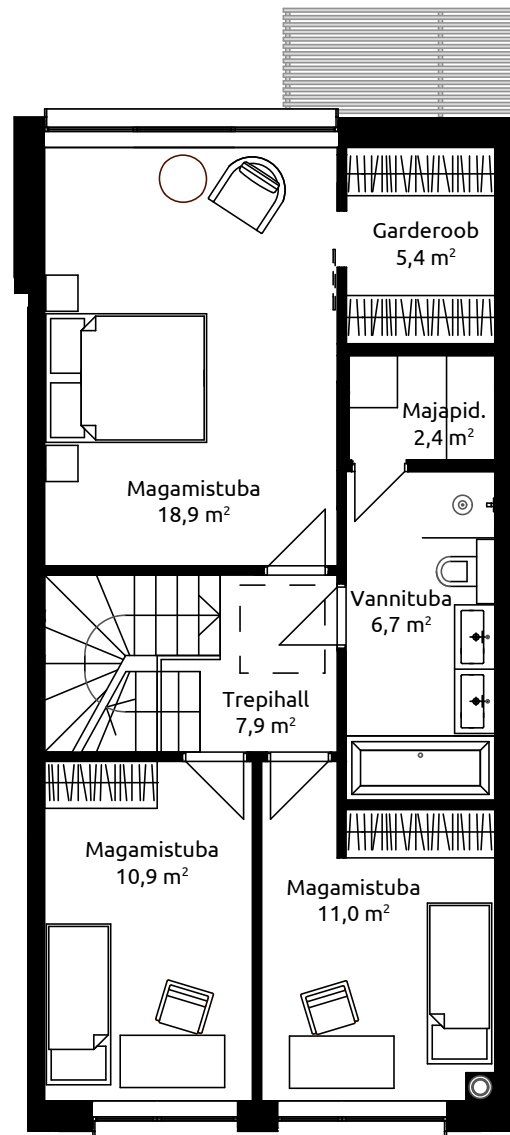 Garderoob
5,4 m²
Majapid.
2,4 m²
Magamistuba
18,9 m²
Vannituba
6,7 m²
Trepihall
7,9 m²
Magamistuba
10,9 m²
Magamistuba
11,0 m²